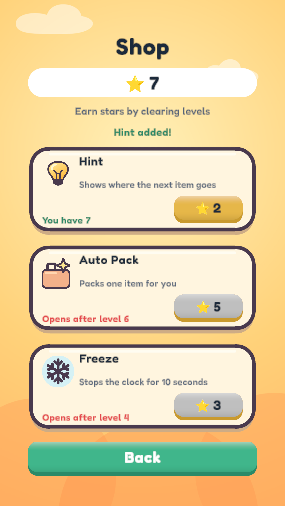 Shop
7
Earn stars by clearing levels
Hint added!
Hint
Shows where the next item goes
2
You have 7
Auto Pack
Packs one item for you
5
Opens after level 6
Freeze
Stops the clock for 10 seconds
3
Opens after level 4
Back